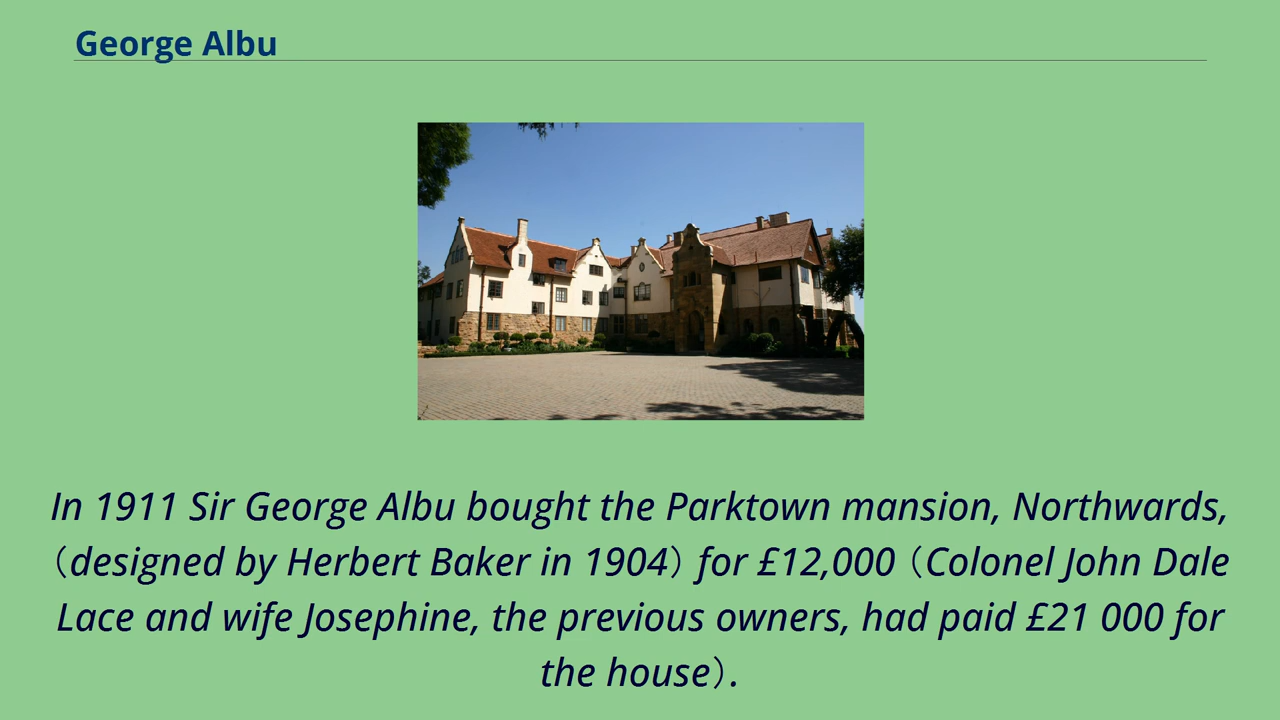 George Albu
In 1911 Sir George Albu bought the Parktown mansion, Northwards,
（designed by Herbert Baker in 1904） for £12,000 （Colonel John Dale
Lace and wife Josephine, the previous owners, had paid £21 000 for
the house）.